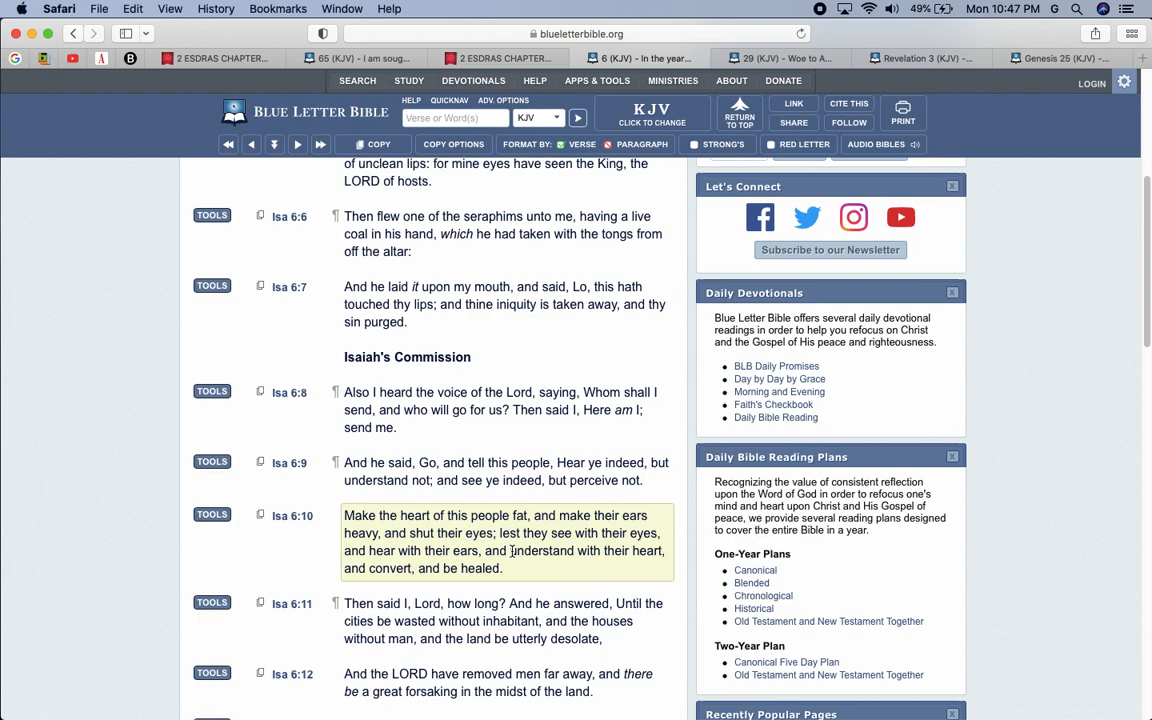 Safari File Edit View History Bookmarks Window Help
49% Mon 10:47 PM G
blueletterbible.org
2 ESDRAS CHAPTER...
65 (KJV) - I am soug...
2 ESDRAS CHAPTER...
6 (KJV) - In the year...
29 (KJV) - Woe to A...
Revelation 3 (KJV) -...
Genesis 25 (KJV) -...
SEARCH STUDY DEVOTIONALS HELP APPS & TOOLS MINISTRIES ABOUT DONATE
LOGIN
BLUE LETTER BIBLE
HELP QUICKNAV ADV. OPTIONS
Verse or Word(s)
KJV
KJV
CLICK TO CHANGE
RETURN
TO TOP
LINK
CITE THIS
SHARE
FOLLOW
PRINT
COPY COPY OPTIONS FORMAT BY: VERSE PARAGRAPH STRONG'S RED LETTER AUDIO BIBLES
of unclean lips: for mine eyes have seen the King, the
LORD of hosts.
TOOLS Isa 6:6 ¶ Then flew one of the seraphims unto me, having a live
coal in his hand, which he had taken with the tongs from
off the altar:
TOOLS Isa 6:7 And he laid it upon my mouth, and said, Lo, this hath
touched thy lips; and thine iniquity is taken away, and thy
sin purged.
Isaiah's Commission
TOOLS Isa 6:8 ¶ Also I heard the voice of the Lord, saying, Whom shall I
send, and who will go for us? Then said I, Here am I;
send me.
TOOLS Isa 6:9 ¶ And he said, Go, and tell this people, Hear ye indeed, but
understand not; and see ye indeed, but perceive not.
TOOLS Isa 6:10 Make the heart of this people fat, and make their ears
heavy, and shut their eyes; lest they see with their eyes,
and hear with their ears, and understand with their heart,
and convert, and be healed.
TOOLS Isa 6:11 ¶ Then said I, Lord, how long? And he answered, Until the
cities be wasted without inhabitant, and the houses
without man, and the land be utterly desolate,
TOOLS Isa 6:12 And the LORD have removed men far away, and there
be a great forsaking in the midst of the land.
Let's Connect
Subscribe to our Newsletter
Daily Devotionals
Blue Letter Bible offers several daily devotional
readings in order to help you refocus on Christ
and the Gospel of His peace and righteousness.
BLB Daily Promises
Day by Day by Grace
Morning and Evening
Faith's Checkbook
Daily Bible Reading
Daily Bible Reading Plans
Recognizing the value of consistent reflection
upon the Word of God in order to refocus one's
mind and heart upon Christ and His Gospel of
peace, we provide several reading plans designed
to cover the entire Bible in a year.
One-Year Plans
Canonical
Blended
Chronological
Historical
Old Testament and New Testament Together
Two-Year Plan
Canonical Five Day Plan
Old Testament and New Testament Together
Recently Popular Pages